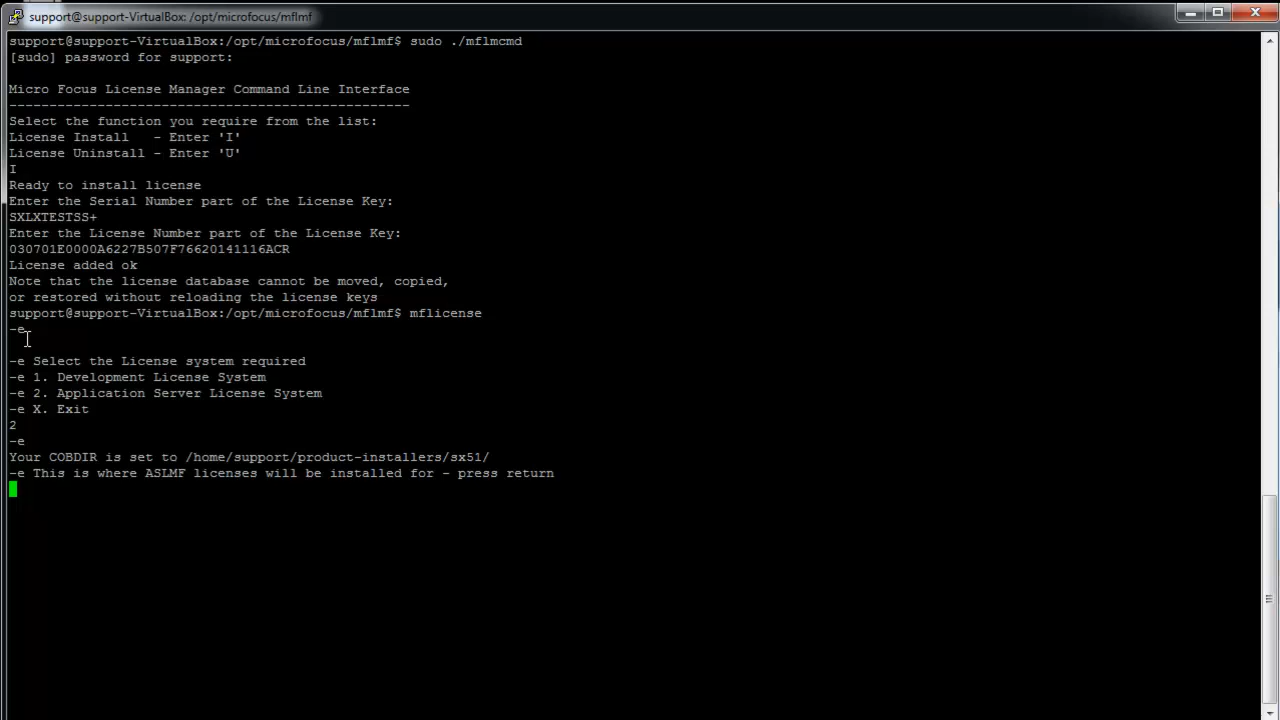 support@support-VirtualBox: /opt/microfocus/mflmf
support@support-VirtualBox:/opt/microfocus/mflmf$ sudo ./mflmcmd
[sudo] password for support:
Micro Focus License Manager Command Line Interface
--------------------------------------------------
Select the function you require from the list:
License Install   - Enter 'I'
License Uninstall - Enter 'U'
I
Ready to install license
Enter the Serial Number part of the License Key:
SXLXTESTSS+
Enter the License Number part of the License Key:
030701E0000A6227B507F76620141116ACR
License added ok
Note that the license database cannot be moved, copied,
or restored without reloading the license keys
support@support-VirtualBox:/opt/microfocus/mflmf$ mflicense
-e
-e Select the License system required
-e 1. Development License System
-e 2. Application Server License System
-e X. Exit
2
-e
Your COBDIR is set to /home/support/product-installers/sx51/
-e This is where ASLMF licenses will be installed for - press return